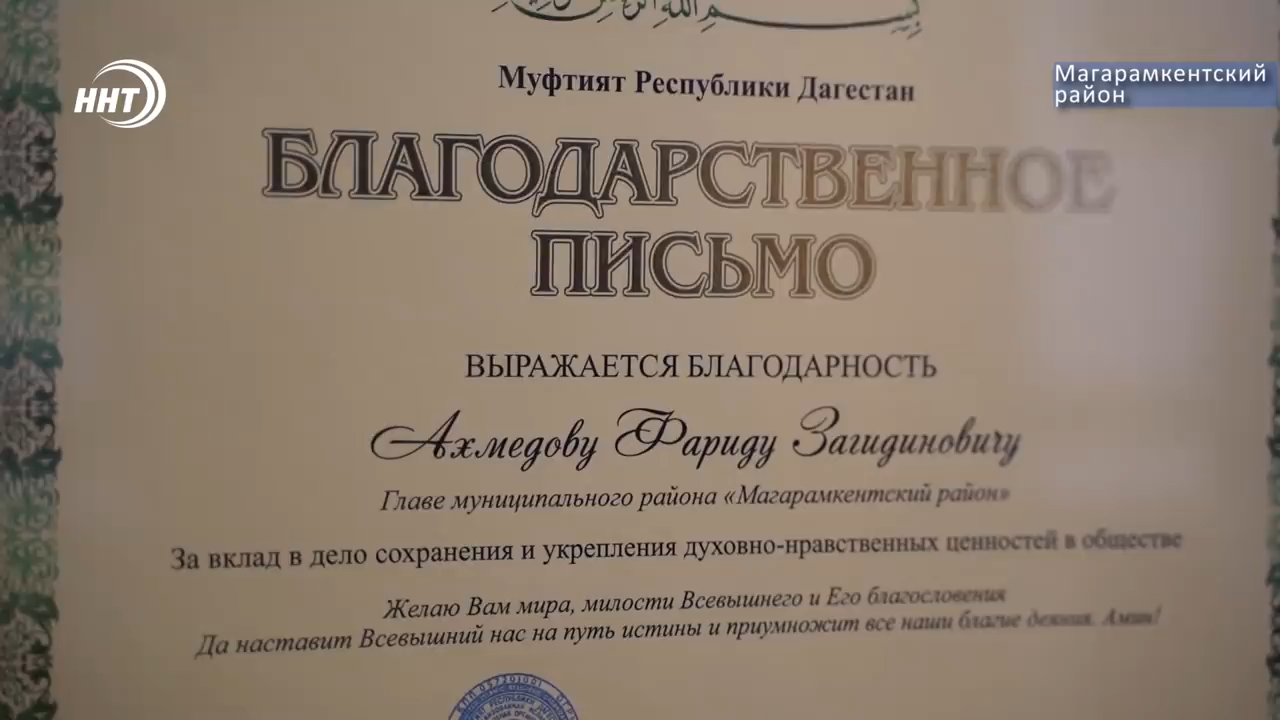 ННТ
Магарамкентский
район
Муфтият Республики Дагестан
БЛАГОДАРСТВЕННОЕ
ПИСЬМО
ВЫРАЖАЕТСЯ БЛАГОДАРНОСТЬ
Ахмедову Фариду Загидиновичу
Главе муниципального района «Магарамкентский район»
За вклад в дело сохранения и укрепления духовно-нравственных ценностей в обществе
Желаю Вам мира, милости Всевышнего и Его благословения
Да наставит Всевышний нас на путь истины и приумножит все наши благие деяния. Амин!